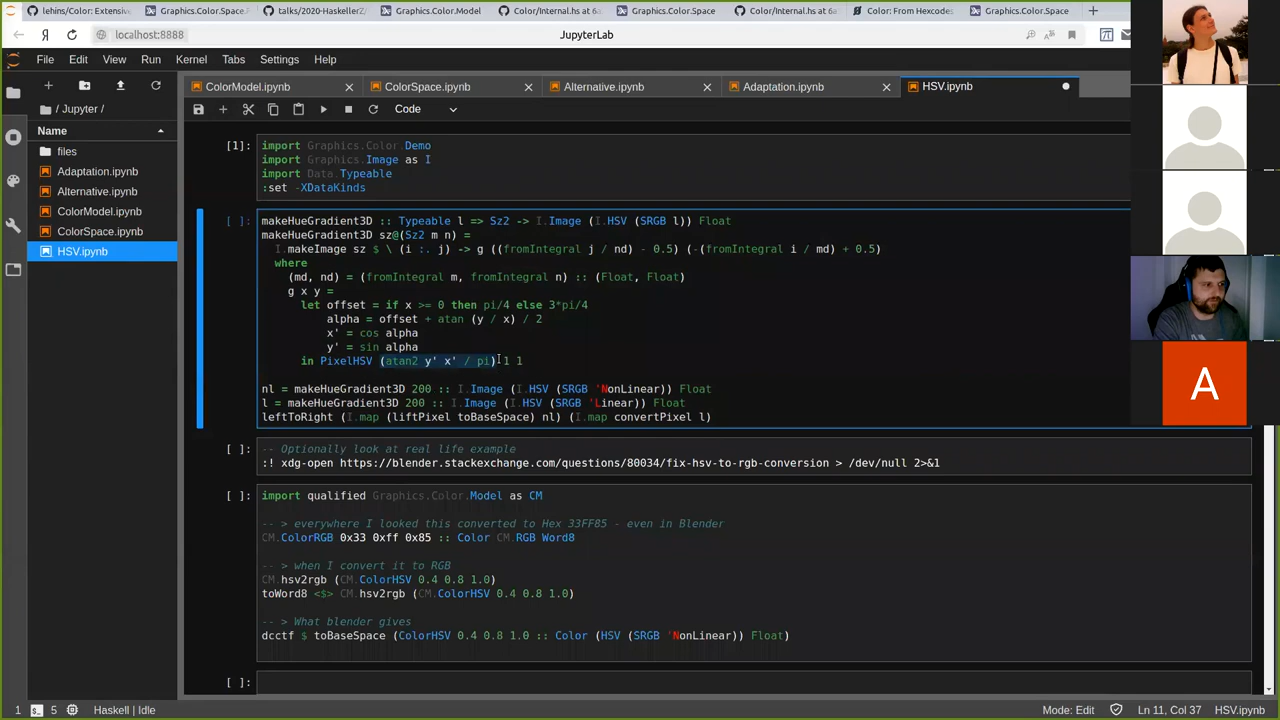 lehins/Color: Extensiv
Graphics.Color.Space.R
talks/2020-HaskellerZ/
Graphics.Color.Model
Color/Internal.hs at 6a
Graphics.Color.Space
Color/Internal.hs at 6a
Color: From Hexcodes
Graphics.Color.Space
localhost:8888
JupyterLab
File Edit View Run Kernel Tabs Settings Help
ColorModel.ipynb
ColorSpace.ipynb
Alternative.ipynb
Adaptation.ipynb
HSV.ipynb
Code
/ Jupyter /
Name
files
Adaptation.ipynb
Alternative.ipynb
ColorModel.ipynb
ColorSpace.ipynb
HSV.ipynb
[1]:
import Graphics.Color.Demo
import Graphics.Image as I
import Data.Typeable
:set -XDataKinds
[ ]:
makeHueGradient3D :: Typeable l => Sz2 -> I.Image (I.HSV (SRGB l)) Float
makeHueGradient3D sz@(Sz2 m n) =
I.makeImage sz $ \ (i :. j) -> g ((fromIntegral j / nd) - 0.5) (-(fromIntegral i / md) + 0.5)
where
(md, nd) = (fromIntegral m, fromIntegral n) :: (Float, Float)
g x y =
let offset = if x >= 0 then pi/4 else 3*pi/4
alpha = offset + atan (y / x) / 2
x' = cos alpha
y' = sin alpha
in PixelHSV (atan2 y' x' / pi) 1 1
nl = makeHueGradient3D 200 :: I.Image (I.HSV (SRGB 'NonLinear)) Float
l = makeHueGradient3D 200 :: I.Image (I.HSV (SRGB 'Linear)) Float
leftToRight (I.map (liftPixel toBaseSpace) nl) (I.map convertPixel l)
[ ]:
-- Optionally look at real life example
:! xdg-open https://blender.stackexchange.com/questions/80034/fix-hsv-to-rgb-conversion > /dev/null 2>&1
[ ]:
import qualified Graphics.Color.Model as CM
-- > everywhere I looked this converted to Hex 33FF85 - even in Blender
CM.ColorRGB 0x33 0xff 0x85 :: Color CM.RGB Word8
-- > when I convert it to RGB
CM.hsv2rgb (CM.ColorHSV 0.4 0.8 1.0)
toWord8 <$> CM.hsv2rgb (CM.ColorHSV 0.4 0.8 1.0)
-- > What blender gives
dcctf $ toBaseSpace (ColorHSV 0.4 0.8 1.0 :: Color (HSV (SRGB 'NonLinear)) Float)
[ ]:
A
1
5
Haskell | Idle
Mode: Edit
Ln 11, Col 37
HSV.ipynb